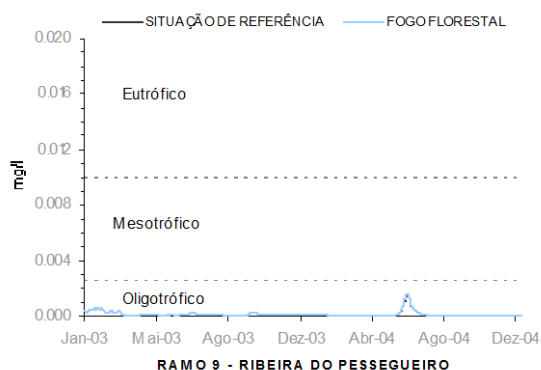 SITUAÇÃO DE REFERÊNCIA FOGO FLORESTAL
0.020
0.016
0.012
0.008
0.004
0.000
mg/l
Eutrófico
Mesotrófico
Oligotrófico
Jan-03 Mai-03 Ago-03 Dez-03 Abr-04 Ago-04 Dez-04
RAMO 9 - RIBEIRA DO PESSEGUEIRO